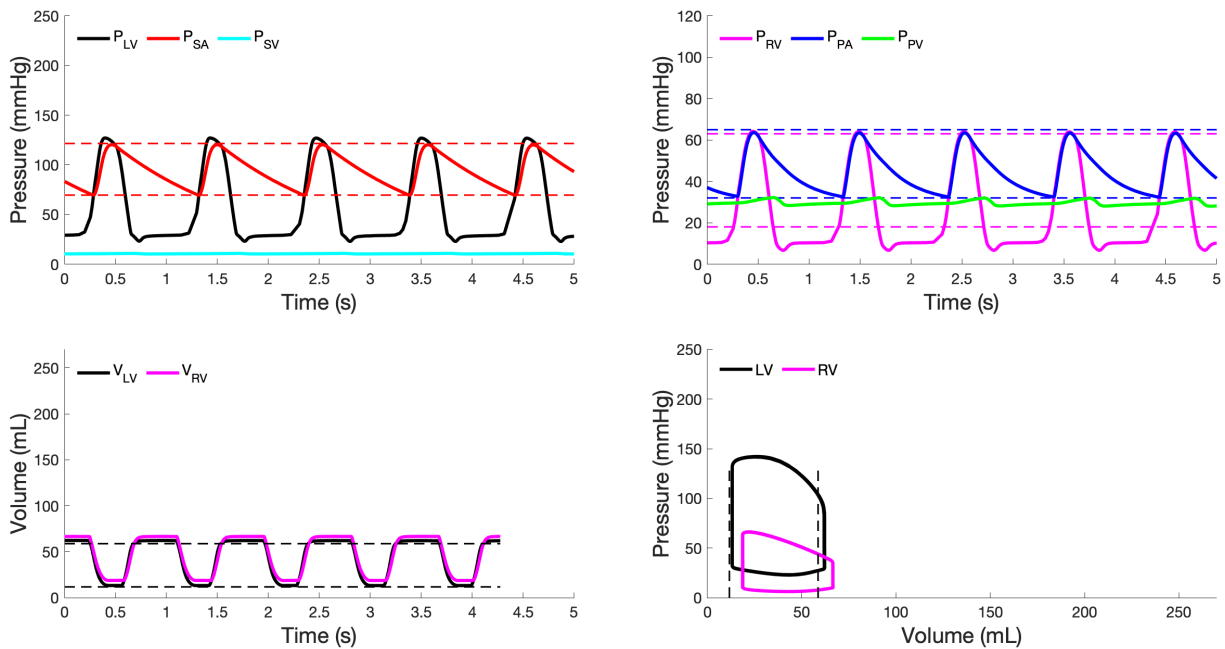 250
200
150
100
50
0
Pressure (mmHg)
P_LV P_SA P_SV
0 0.5 1 1.5 2 2.5 3 3.5 4 4.5 5
Time (s)
120
100
80
60
40
20
0
Pressure (mmHg)
P_RV P_PA P_PV
0 0.5 1 1.5 2 2.5 3 3.5 4 4.5 5
Time (s)
250
200
150
100
50
0
Volume (mL)
V_LV V_RV
0 0.5 1 1.5 2 2.5 3 3.5 4 4.5 5
Time (s)
250
200
150
100
50
0
Pressure (mmHg)
LV RV
0 50 100 150 200 250
Volume (mL)